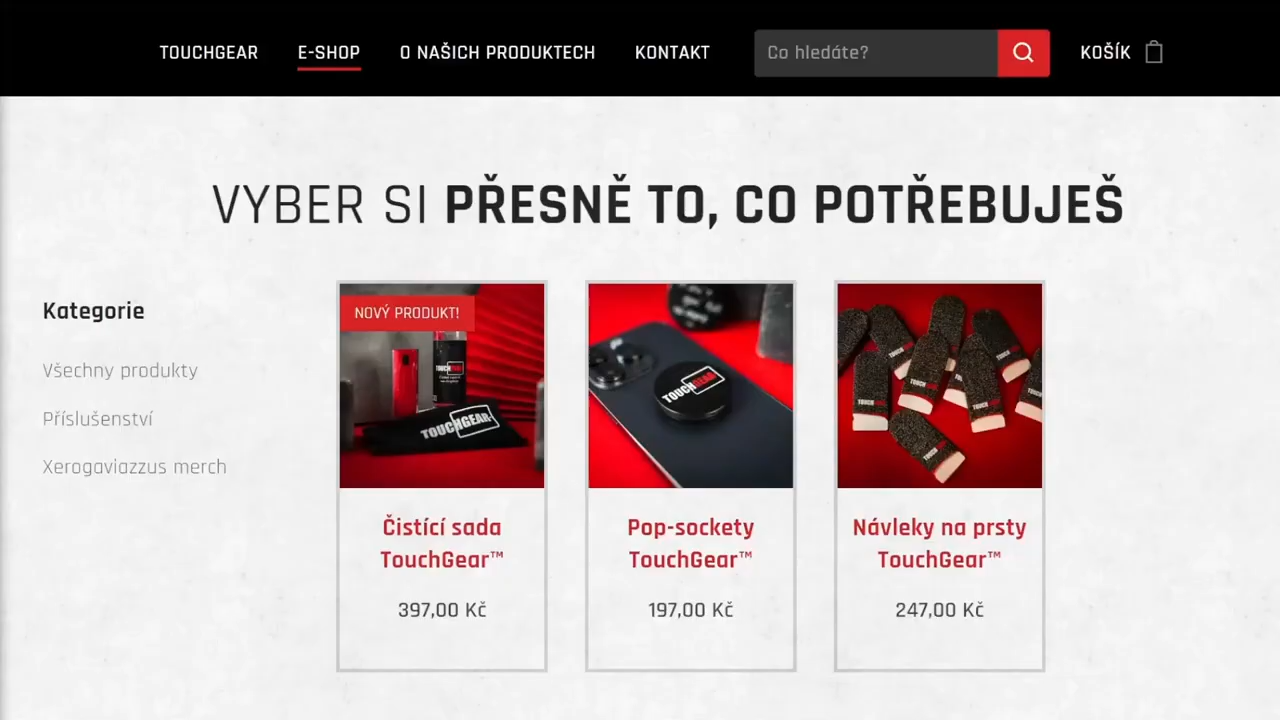 TOUCHGEAR E-SHOP O NAŠICH PRODUKTECH KONTAKT Co hledáte? KOŠÍK
VYBER SI PŘESNĚ TO, CO POTŘEBUJEŠ
Kategorie
Všechny produkty
Příslušenství
Xerogaviazzus merch
NOVÝ PRODUKT!
TOUCHGEAR
TOUCHGEAR
Čistící sada
TouchGear™
397,00 Kč
TOUCHGEAR
Pop-sockety
TouchGear™
197,00 Kč
Návleky na prsty
TouchGear™
247,00 Kč